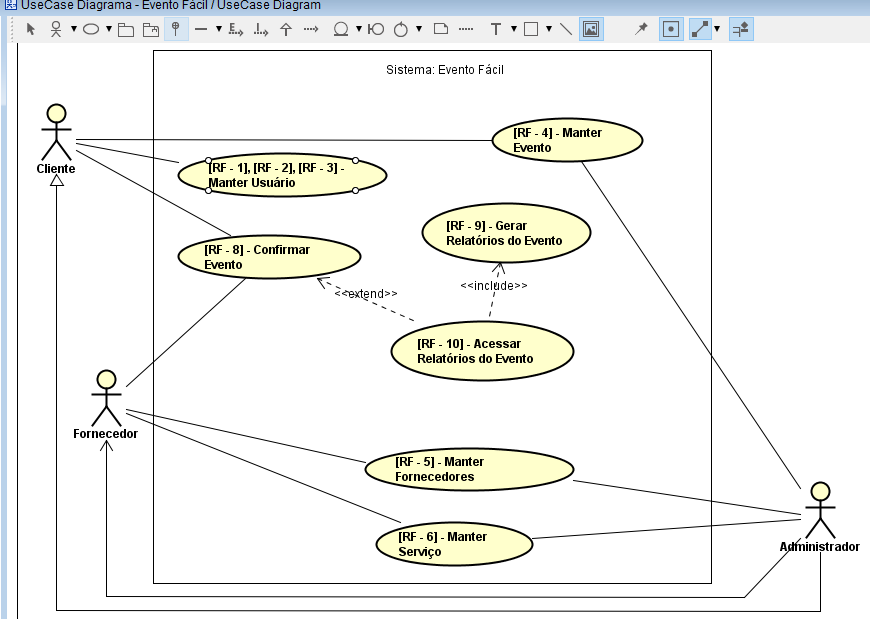 UseCase Diagrama - Evento Fácil / UseCase Diagram
Sistema: Evento Fácil
Cliente
[RF - 4] - Manter
Evento
[RF - 1], [RF - 2], [RF - 3] -
Manter Usuário
[RF - 9] - Gerar
Relatórios do Evento
[RF - 8] - Confirmar
Evento
<<include>>
<<extend>>
[RF - 10] - Acessar
Relatórios do Evento
Fornecedor
[RF - 5] - Manter
Fornecedores
[RF - 6] - Manter
Serviço
Administrador